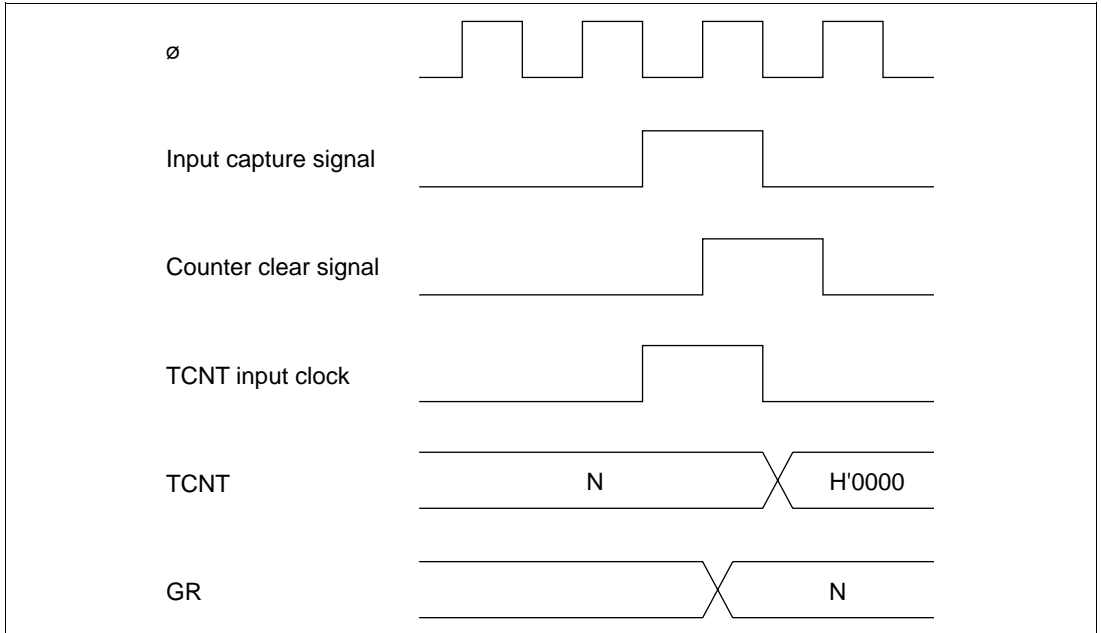 ø
Input capture signal
Counter clear signal
TCNT input clock
TCNT N H'0000
GR N